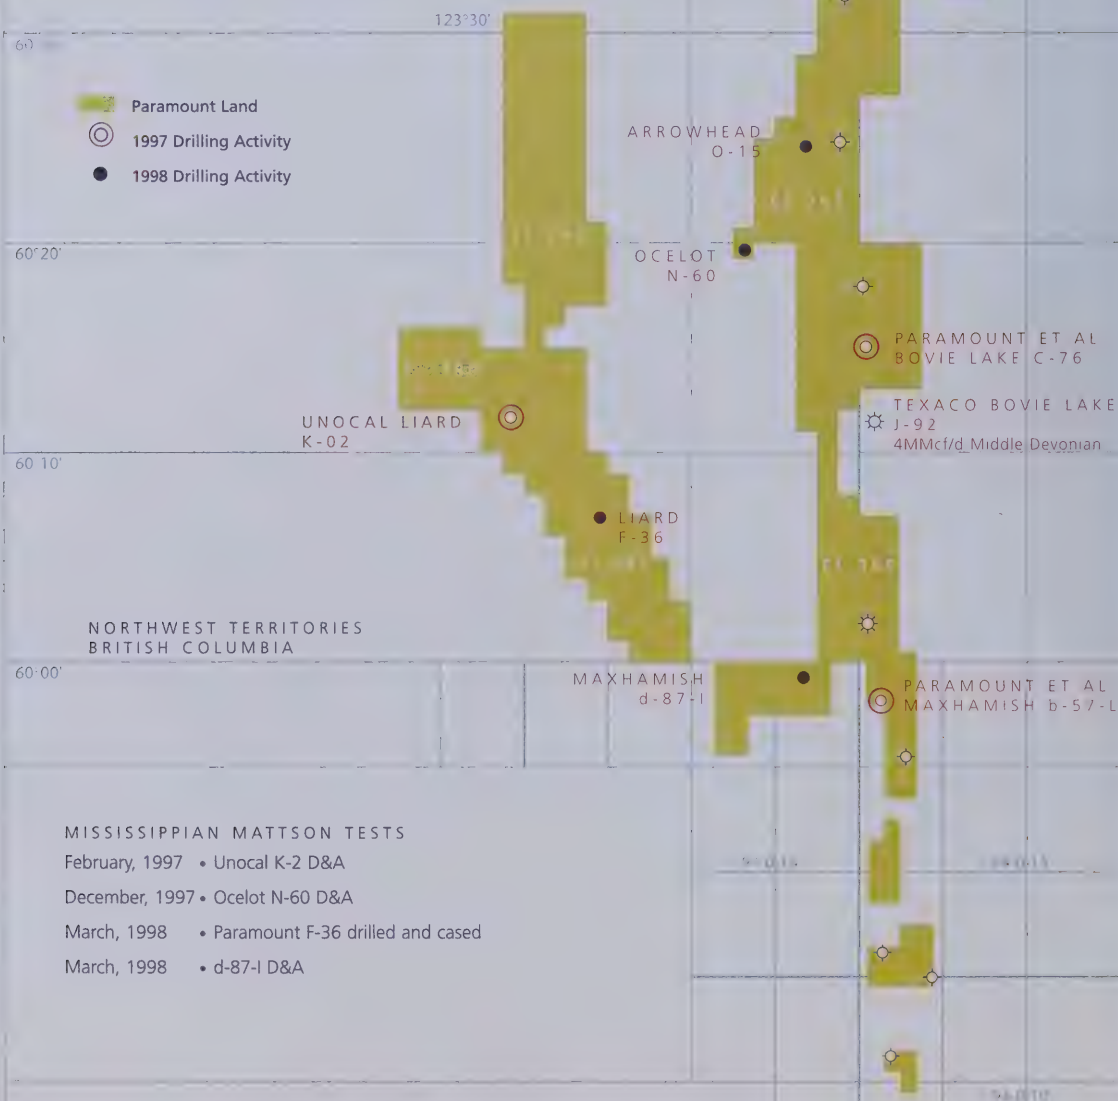 123°30'
Paramount Land
1997 Drilling Activity
1998 Drilling Activity
ARROWHEAD
O-15
60°20'
OCELOT
N-60
PARAMOUNT ET AL
BOVIE LAKE C-76
TEXACO BOVIE LAKE
J-92
4MMcf/d Middle Devonian
UNOCAL LIARD
K-02
60 10'
LIARD
F-36
NORTHWEST TERRITORIES
BRITISH COLUMBIA
60°00'
MAXHAMISH
d-87-I
PARAMOUNT ET AL
MAXHAMISH b-57-L
MISSISSIPPIAN MATTSON TESTS
February, 1997 • Unocal K-2 D&A
December, 1997 • Ocelot N-60 D&A
March, 1998 • Paramount F-36 drilled and cased
March, 1998 • d-87-I D&A